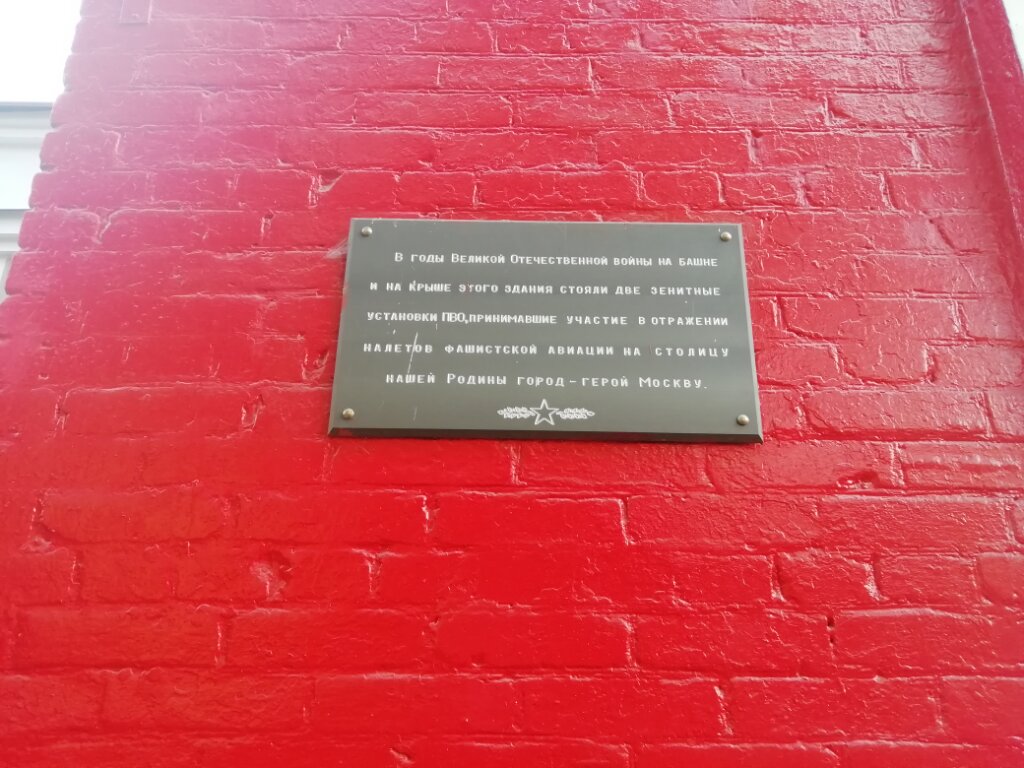 В годы Великой Отечественной войны на башне
и на крыше этого здания стояли две зенитные
установки ПВО, принимавшие участие в отражении
налетов фашистской авиации на столицу
нашей Родины город - герой Москву.